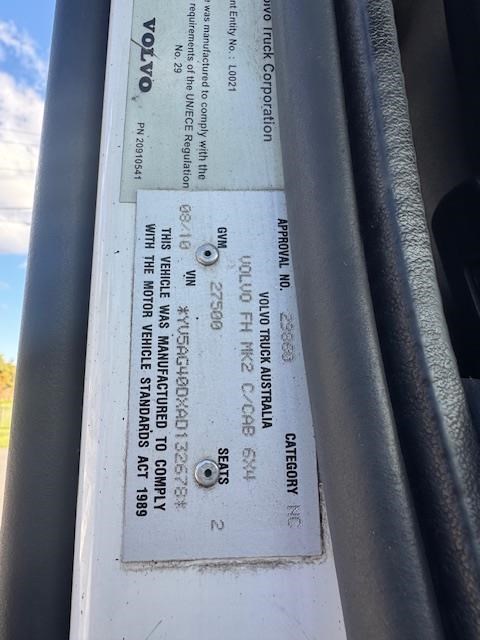 olvo Truck Corporation
nt Entity No.: L0021
e was manufactured to comply with the
requirements of the UN/ECE Regulation
No. 29
VOLVO
PN 20910541
APPROVAL NO. 29860 CATEGORY NC
VOLVO TRUCK AUSTRALIA
VOLVO FH MK2 C/CAB 6X4
GVM 27500 SEATS 2
08/10 VIN *YV5AG40DXAD132678*
THIS VEHICLE WAS MANUFACTURED TO COMPLY
WITH THE MOTOR VEHICLE STANDARDS ACT 1989